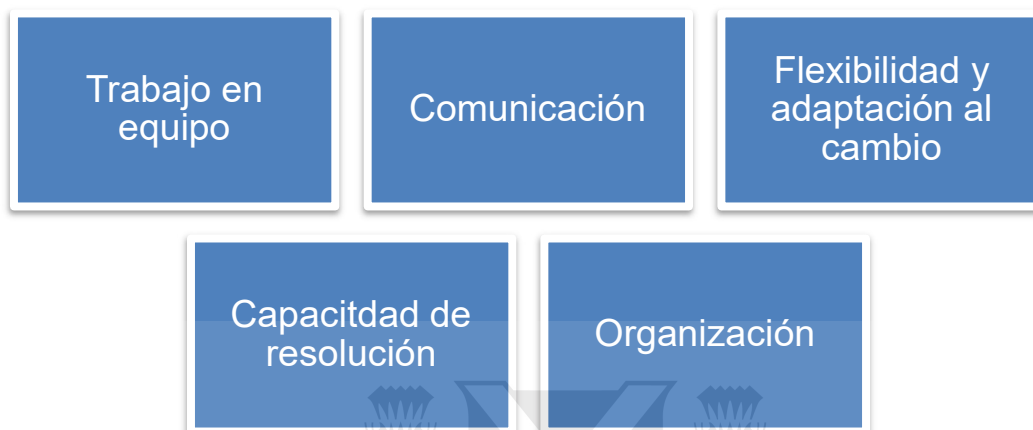 Trabajo en
equipo
Comunicación
Flexibilidad y
adaptación al
cambio
Capacitdad de
resolución
Organización